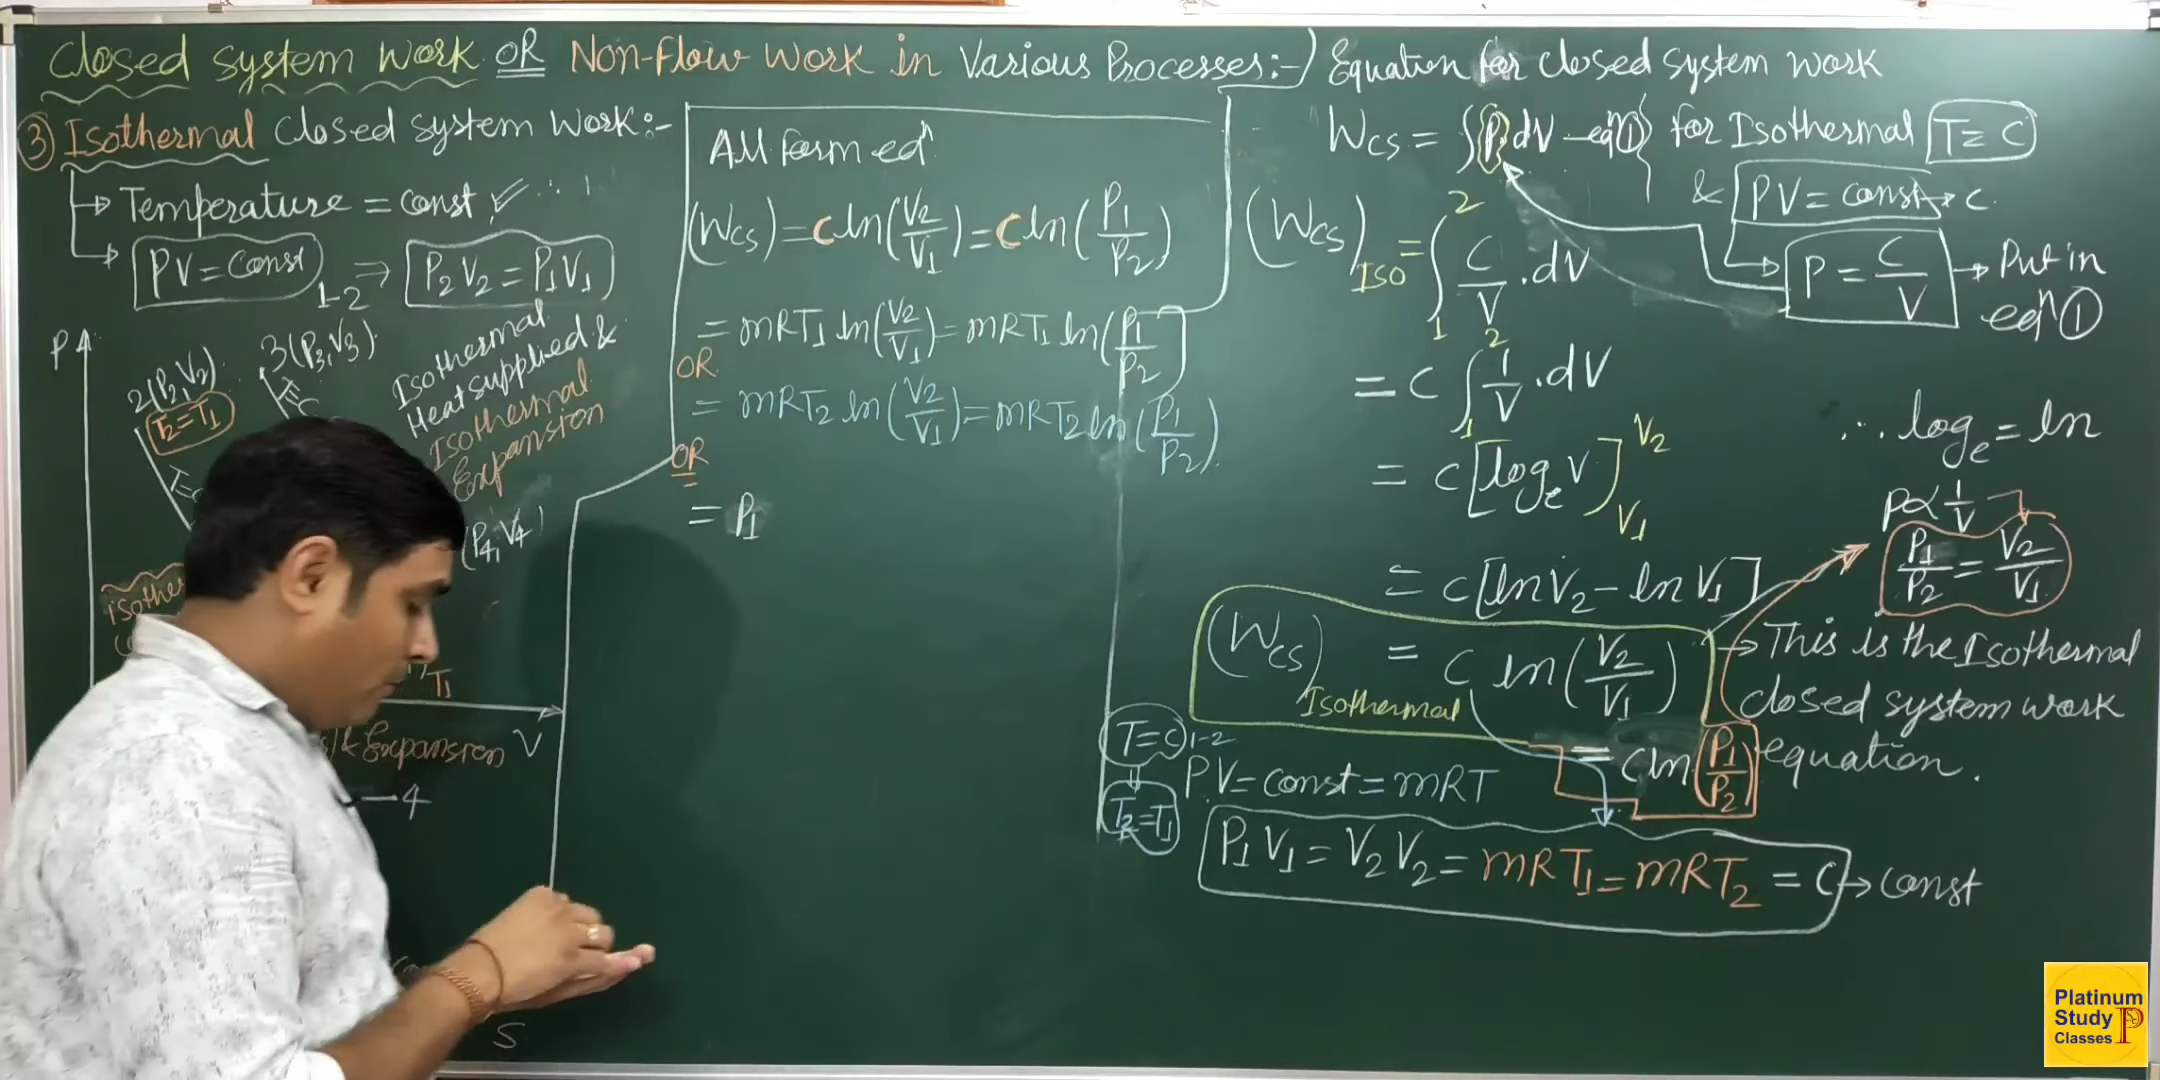 Closed system work OR Non-Flow work in Various Processes:-
③ Isothermal Closed system work:-
→ Temperature = const
→ PV = Const 1-2 ⇒ P₂V₂ = P₁V₁
P
2(P₂,V₂)
T₂=T₁
T=C
3(P₃,V₃)
T=C
Isothermal
Heat supplied &
Isothermal
Expansion
(P₄,V₄)
T₁
& Expansion V
—4
S
All form eqⁿ
(Wcs) = C ln(V₂/V₁) = C ln(P₁/P₂)
= mRT₁ ln(V₂/V₁) = mRT₁ ln(P₁/P₂)
OR
= mRT₂ ln(V₂/V₁) = mRT₂ ln(P₁/P₂)
OR
= P₁
Equation for closed system work
Wcs = ∫P.dV —eqⁿ① for Isothermal T = C
& PV = const → C
P = C/V → Put in
eqⁿ①
(Wcs)Iso = ∫₁² C/V . dV
= C ∫₁² 1/V . dV
∴ logₑ = ln
= C [logₑ V] V₂ V₁
P ∝ 1/V
P₁/P₂ = V₂/V₁
= C [ln V₂ - ln V₁]
(Wcs) Isothermal = C ln(V₂/V₁)
→ This is the Isothermal
closed system work
equation.
= C ln(P₁/P₂)
T=C 1-2
PV = const = mRT
T₂=T₁
P₁V₁ = V₂V₂ = mRT₁ = mRT₂ = C → const
Platinum
Study
Classes